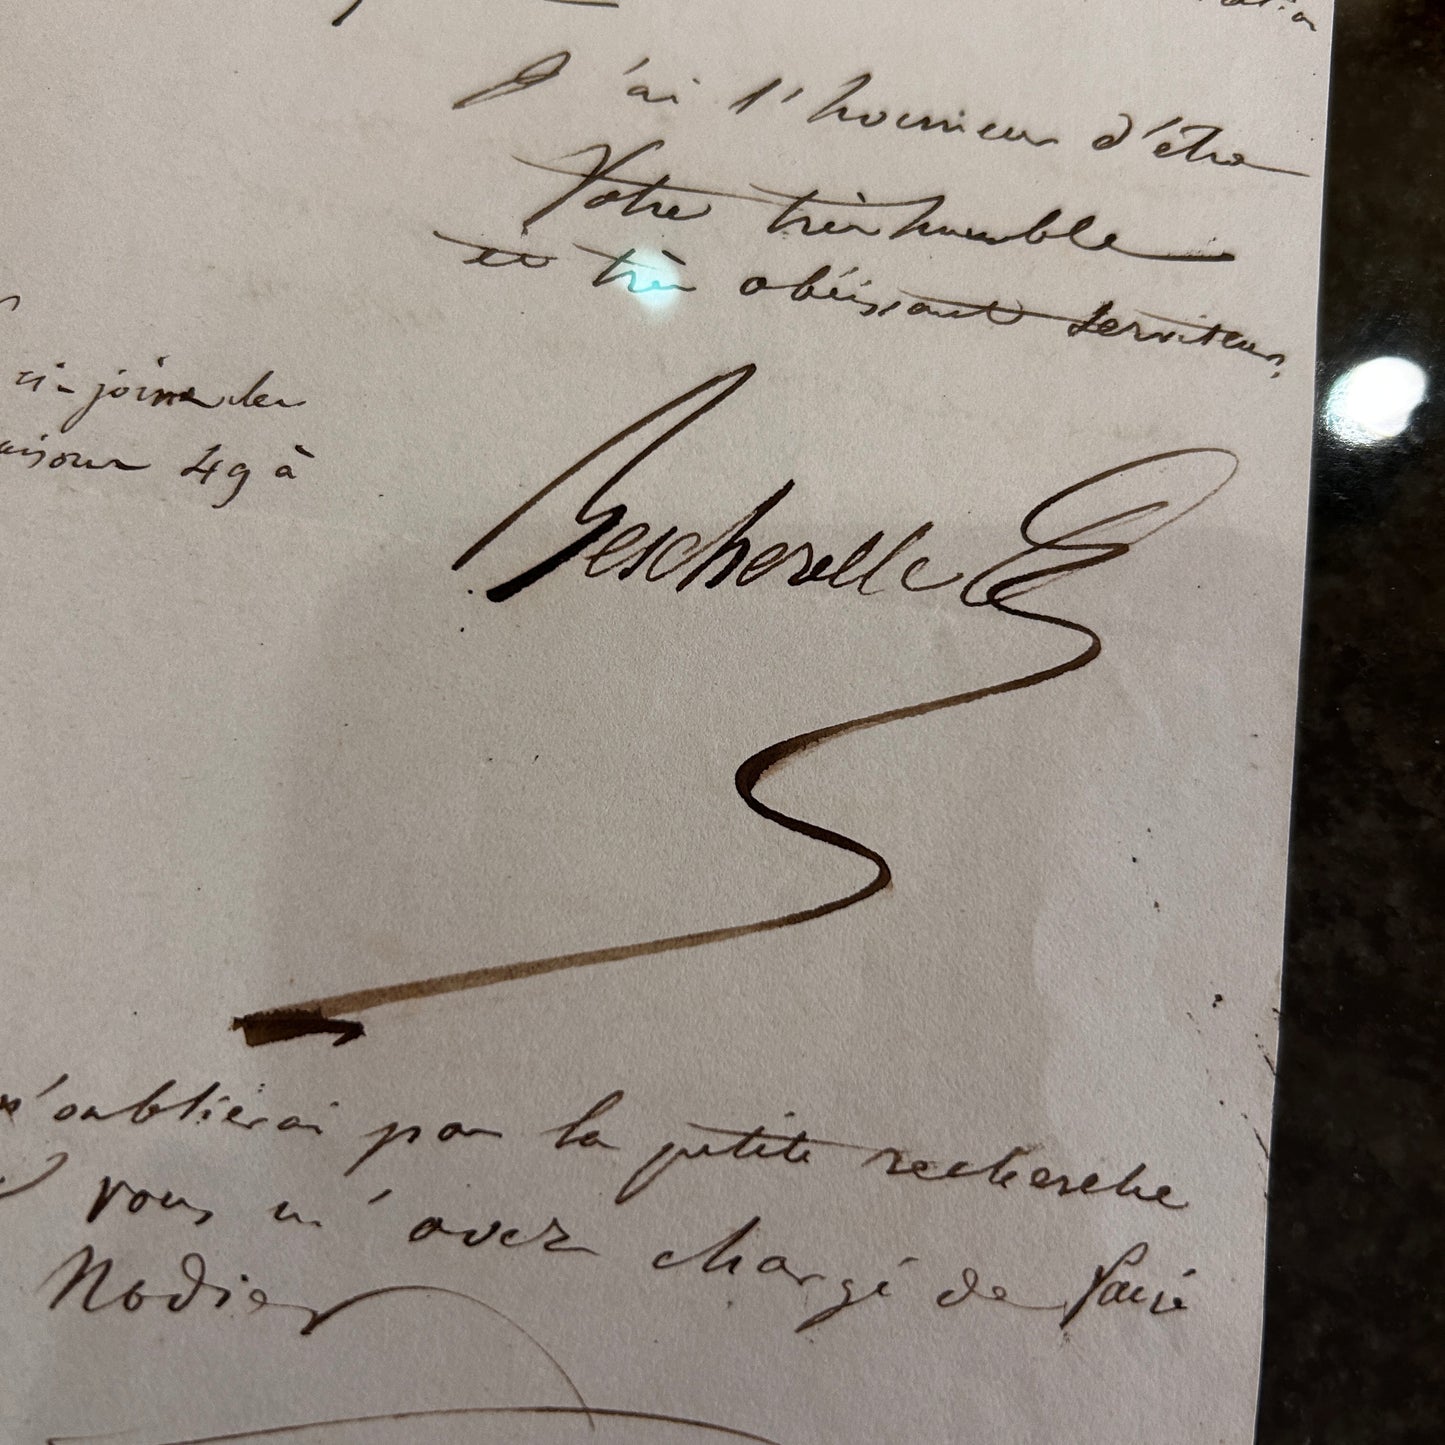 J'ai l'honneur d'être
Votre très humble
et très obéissant serviteur,
ci-joint les
49 à
Bescherelle
n'oublierai pas la petite recherche
vous m'avez chargé de faire
Nodier